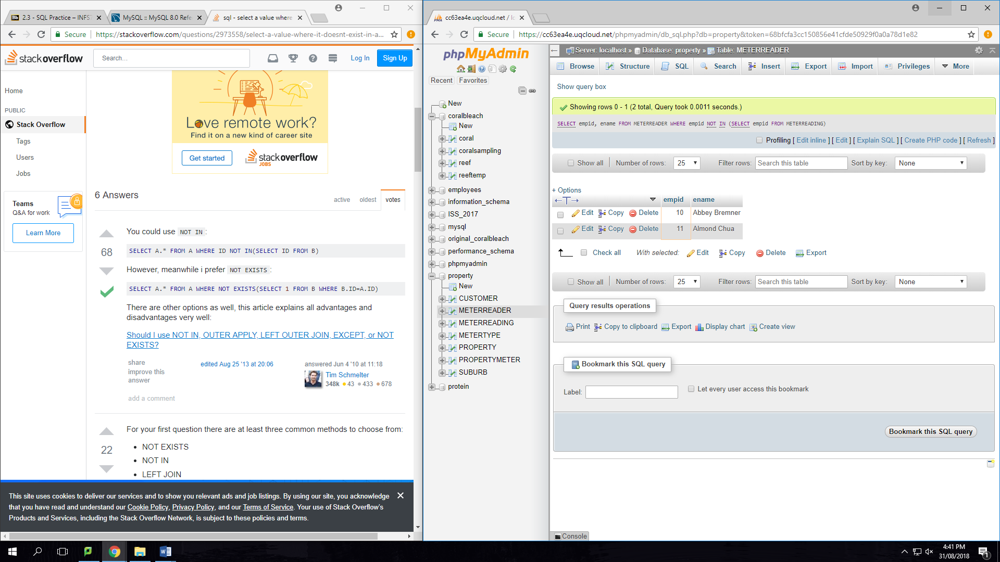 2.3 - SQL Practice – INFS7
MySQL :: MySQL 8.0 Refe
sql - select a value where
Secure
https://stackoverflow.com/questions/2973558/select-a-value-where-it-doesnt-exist-in-a...
stackoverflow
Search...
Log In
Sign Up
Home
PUBLIC
Stack Overflow
Tags
Users
Jobs
Teams
Q&A for work
Learn More
Love remote work?
Find it on a new kind of career site
Get started
stackoverflow
JOBS
6 Answers
active
oldest
votes
You could use NOT IN:
68
SELECT A.* FROM A WHERE ID NOT IN(SELECT ID FROM B)
However, meanwhile i prefer NOT EXISTS:
SELECT A.* FROM A WHERE NOT EXISTS(SELECT 1 FROM B WHERE B.ID=A.ID)
There are other options as well, this article explains all advantages and
disadvantages very well:
Should I use NOT IN, OUTER APPLY, LEFT OUTER JOIN, EXCEPT, or NOT
EXISTS?
share
improve this
answer
edited Aug 25 '13 at 20:06
answered Jun 4 '10 at 11:18
Tim Schmelter
348k 43 433 678
add a comment
For your first question there are at least three common methods to choose from:
22
• NOT EXISTS
• NOT IN
• LEFT JOIN
This site uses cookies to deliver our services and to show you relevant ads and job listings. By using our site, you acknowledge
that you have read and understand our Cookie Policy, Privacy Policy, and our Terms of Service. Your use of Stack Overflow's
Products and Services, including the Stack Overflow Network, is subject to these policies and terms.
cc63ea4e.uqcloud.net / lo
Secure
https://cc63ea4e.uqcloud.net/phpmyadmin/db_sql.php?db=property&token=68bfcfa3cc150856e41cfde50929f0a0a78d1e82
phpMyAdmin
Recent
Favorites
New
coralbleach
New
coral
coralsampling
reef
reeftemp
employees
information_schema
ISS_2017
mysql
original_coralbleach
performance_schema
phpmyadmin
property
New
CUSTOMER
METERREADER
METERREADING
METERTYPE
PROPERTY
PROPERTYMETER
SUBURB
protein
Server: localhost » Database: property » Table: METERREADER
Browse
Structure
SQL
Search
Insert
Export
Import
Privileges
More
Show query box
Showing rows 0 - 1 (2 total, Query took 0.0011 seconds.)
SELECT empid, ename FROM METERREADER WHERE empid NOT IN (SELECT empid FROM METERREADING)
Profiling [ Edit inline ] [ Edit ] [ Explain SQL ] [ Create PHP code ] [ Refresh ]
Show all
Number of rows: 25
Filter rows: Search this table
Sort by key: None
+ Options
←T→
empid
ename
Edit Copy Delete 10 Abbey Bremner
Edit Copy Delete 11 Almond Chua
Check all
With selected: Edit Copy Delete Export
Show all
Number of rows: 25
Filter rows: Search this table
Sort by key: None
Query results operations
Print Copy to clipboard Export Display chart Create view
Bookmark this SQL query
Label:
Let every user access this bookmark
Bookmark this SQL query
Console
4:41 PM
31/08/2018
1